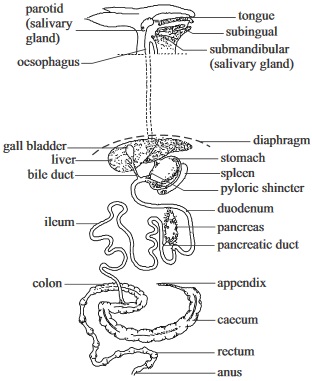 parotid
(salivary
gland)
tongue
subingual
submandibular
(salivary gland)
oesophagus
diaphragm
gall bladder
liver
bile duct
stomach
spleen
pyloric shincter
duodenum
ileum
pancreas
pancreatic duct
colon
appendix
caecum
rectum
anus